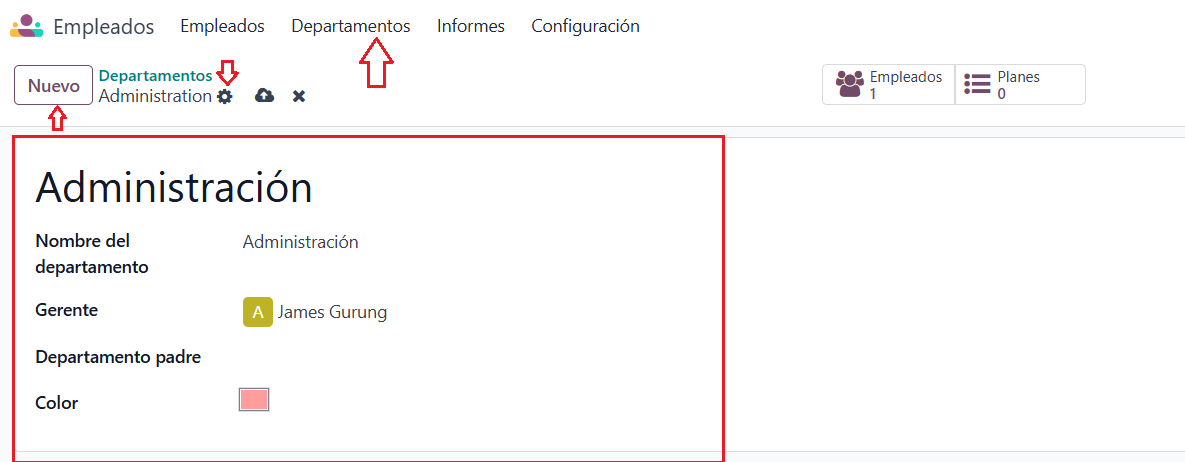 Empleados Empleados Departamentos Informes Configuración
Nuevo
Departamentos
Administration
Empleados
1
Planes
0
Administración
Nombre del
departamento
Administración
Gerente
A James Gurung
Departamento padre
Color